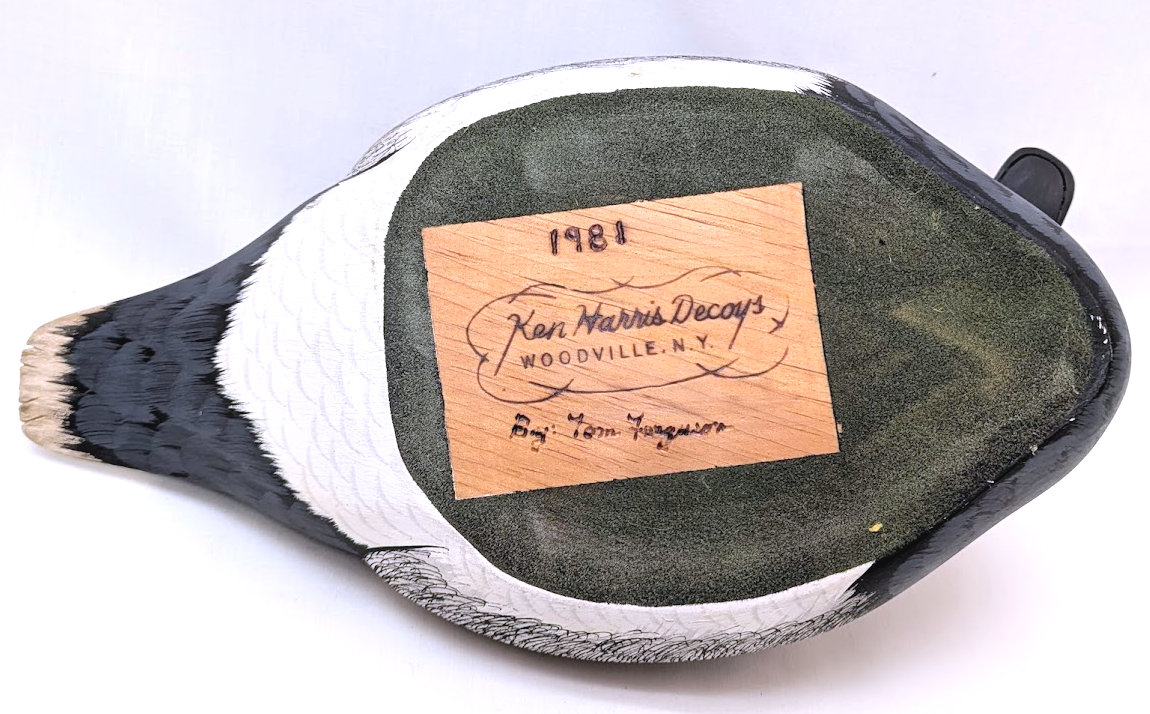 1981
Ken Harris Decoys
WOODVILLE, N.Y.
By: Tom Ferguson